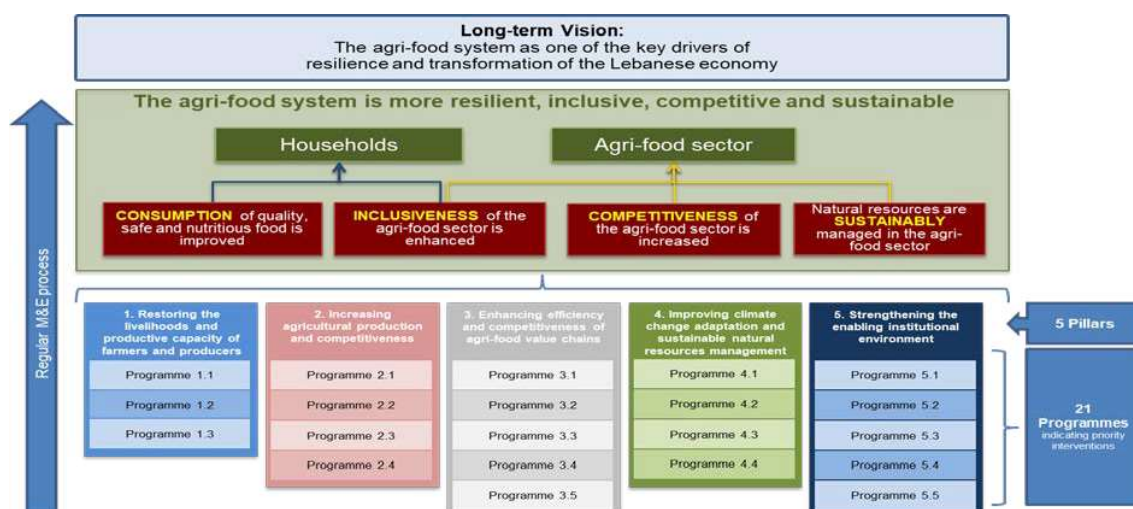 Long-term Vision:
The agri-food system as one of the key drivers of
resilience and transformation of the Lebanese economy
The agri-food system is more resilient, inclusive, competitive and sustainable
Households
Agri-food sector
CONSUMPTION of quality,
safe and nutritious food is
improved
INCLUSIVENESS of the
agri-food sector is
enhanced
COMPETITIVENESS of
the agri-food sector is
increased
Natural resources are
SUSTAINABLY
managed in the agri-
food sector
Regular M&E process
1. Restoring the
livelihoods and
productive capacity of
farmers and producers
Programme 1.1
Programme 1.2
Programme 1.3
2. Increasing
agricultural production
and competitiveness
Programme 2.1
Programme 2.2
Programme 2.3
Programme 2.4
3. Enhancing efficiency
and competitiveness of
agri-food value chains
Programme 3.1
Programme 3.2
Programme 3.3
Programme 3.4
Programme 3.5
4. Improving climate
change adaptation and
sustainable natural
resources management
Programme 4.1
Programme 4.2
Programme 4.3
Programme 4.4
5. Strengthening the
enabling institutional
environment
Programme 5.1
Programme 5.2
Programme 5.3
Programme 5.4
Programme 5.5
5 Pillars
21
Programmes
indicating priority
interventions